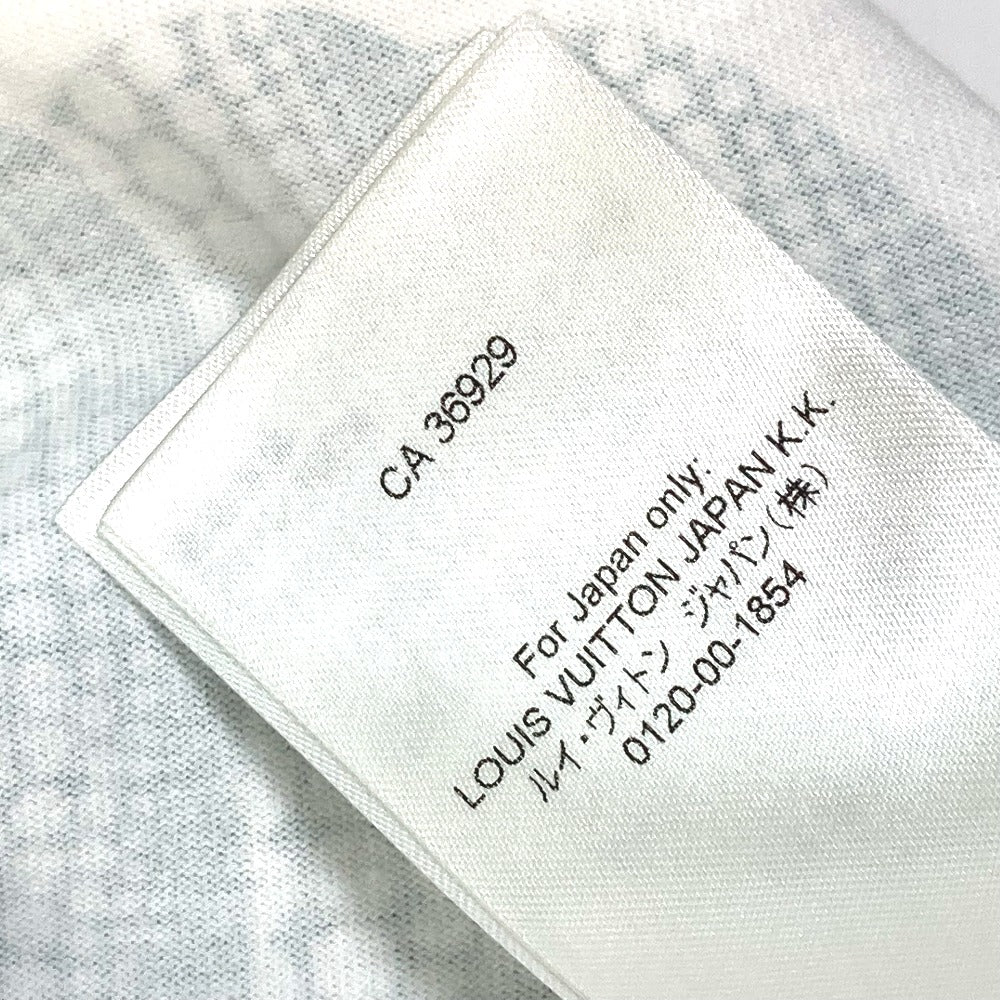 CA 36929
For Japan only:
LOUIS VUITTON JAPAN K.K.
ルイ・ヴィトン ジャパン(株)
0120-00-1854